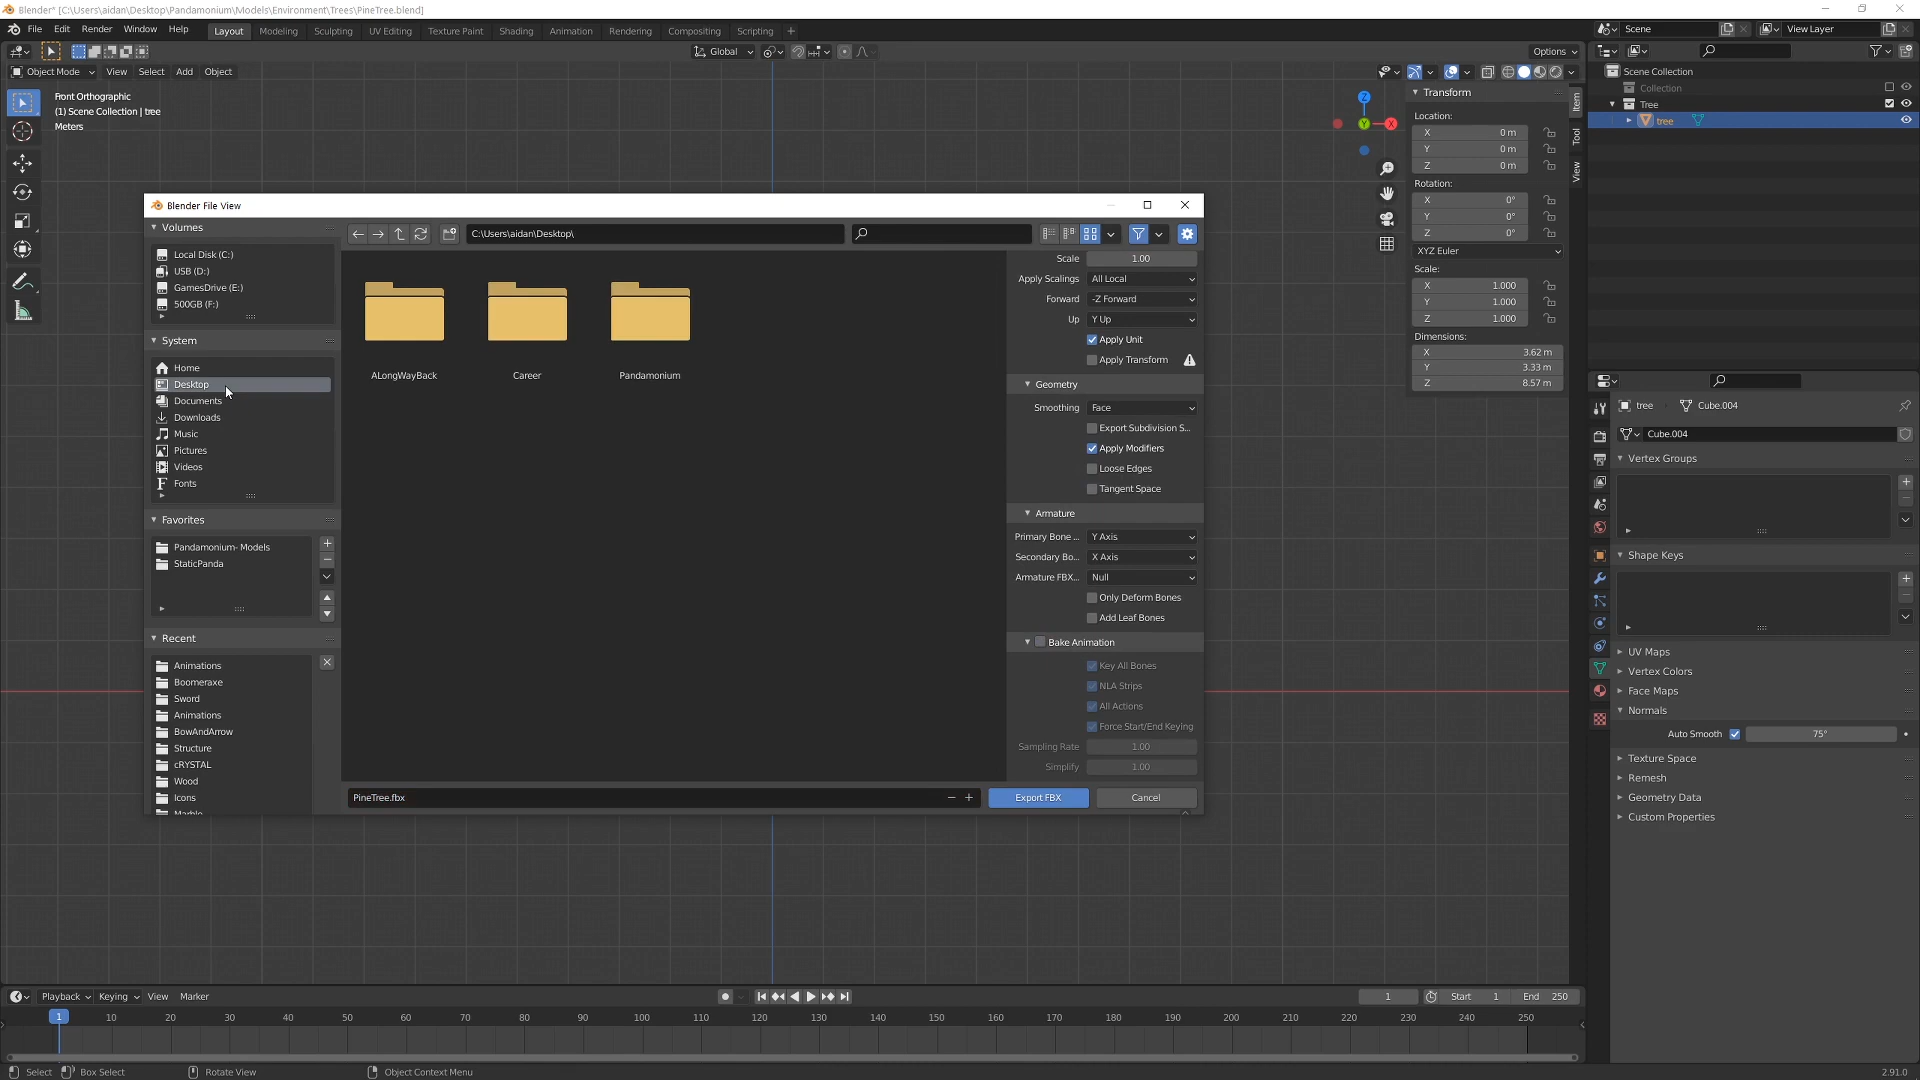 Blender* [C:\Users\aidan\Desktop\Pandamonium\Models\Environment\Trees\PineTree.blend]
File Edit Render Window Help Layout Modeling Sculpting UV Editing Texture Paint Shading Animation Rendering Compositing Scripting + Scene View Layer
Global Options
Object Mode View Select Add Object
Front Orthographic
(1) Scene Collection | tree
Meters
Z
Y
X
Transform
Location:
X 0 m
Y 0 m
Z 0 m
Rotation:
X 0°
Y 0°
Z 0°
XYZ Euler
Scale:
X 1.000
Y 1.000
Z 1.000
Dimensions:
X 3.62 m
Y 3.33 m
Z 8.57 m
Item
Tool
View
Scene Collection
Collection
Tree
tree
Blender File View
Volumes
Local Disk (C:)
USB (D:)
GamesDrive (E:)
500GB (F:)
System
Home
Desktop
Documents
Downloads
Music
Pictures
Videos
Fonts
Favorites
Pandamonium- Models
StaticPanda
Recent
Animations
Boomeraxe
Sword
Animations
BowAndArrow
Structure
cRYSTAL
Wood
Icons
Marble
C:\Users\aidan\Desktop\
ALongWayBack
Career
Pandamonium
Scale 1.00
Apply Scalings All Local
Forward -Z Forward
Up Y Up
Apply Unit
Apply Transform
Geometry
Smoothing Face
Export Subdivision S...
Apply Modifiers
Loose Edges
Tangent Space
Armature
Primary Bone ... Y Axis
Secondary Bo... X Axis
Armature FBX... Null
Only Deform Bones
Add Leaf Bones
Bake Animation
Key All Bones
NLA Strips
All Actions
Force Start/End Keying
Sampling Rate 1.00
Simplify 1.00
PineTree.fbx
Export FBX
Cancel
tree Cube.004
Cube.004
Vertex Groups
Shape Keys
UV Maps
Vertex Colors
Face Maps
Normals
Auto Smooth 75°
Texture Space
Remesh
Geometry Data
Custom Properties
Playback Keying View Marker 1 Start 1 End 250
1 10 20 30 40 50 60 70 80 90 100 110 120 130 140 150 160 170 180 190 200 210 220 230 240 250
Select Box Select Rotate View Object Context Menu 2.91.0